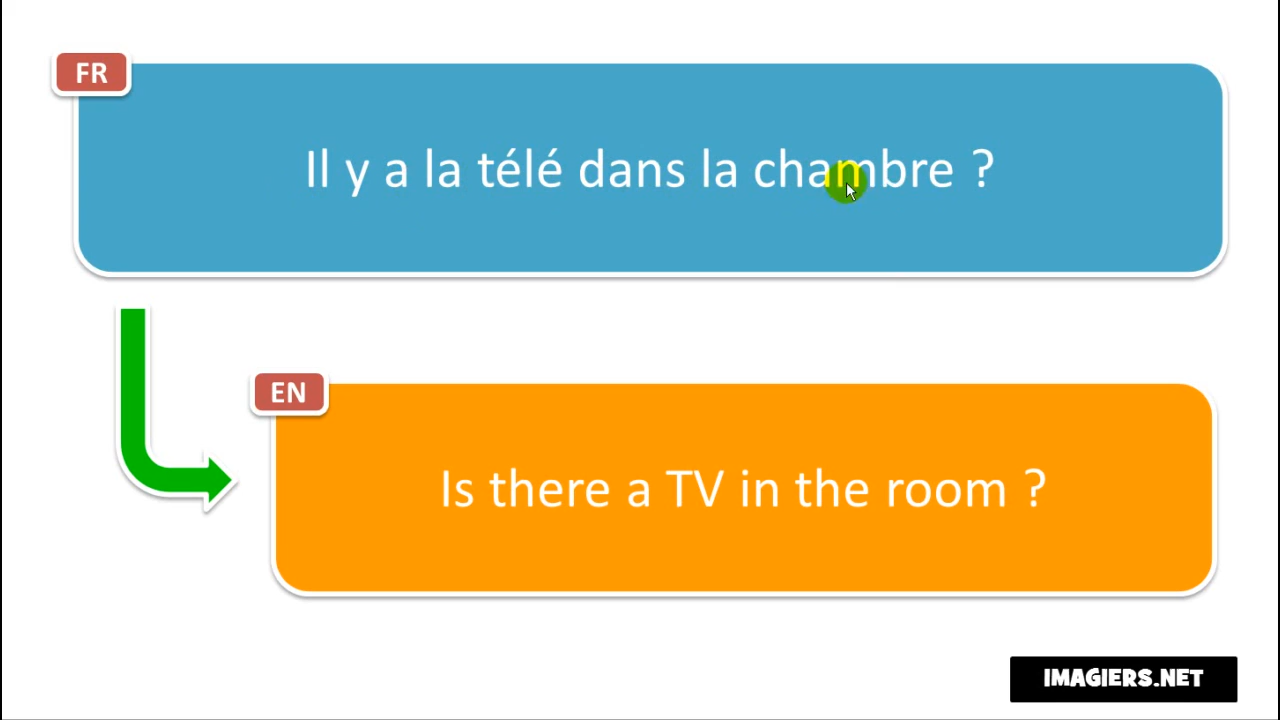 FR
Il y a la télé dans la chambre ?
EN
Is there a TV in the room ?
IMAGIERS.NET